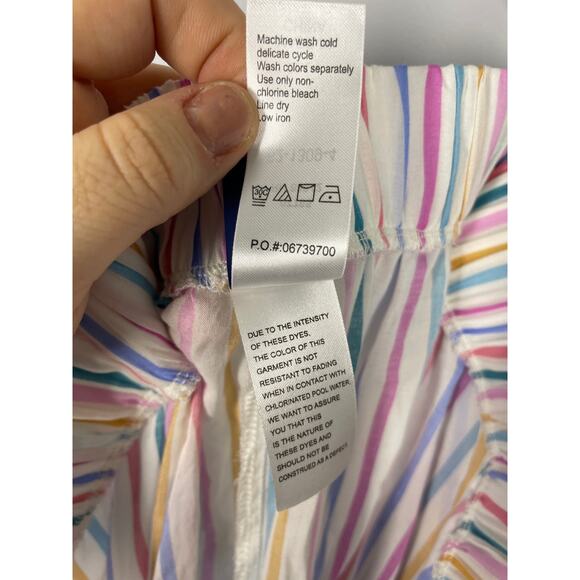 Machine wash cold
delicate cycle
Wash colors separately
Use only non-
chlorine bleach
Line dry
Low iron
30C
P.O.#:06739700
DUE TO THE INTENSITY
OF THESE DYES,
THE COLOR OF THIS
GARMENT IS NOT
RESISTANT TO FADING
WHEN IN CONTACT WITH
CHLORINATED POOL WATER.
WE WANT TO ASSURE
YOU THAT THIS
IS THE NATURE OF
THESE DYES AND
SHOULD NOT BE
CONSTRUED AS A DEFECT.